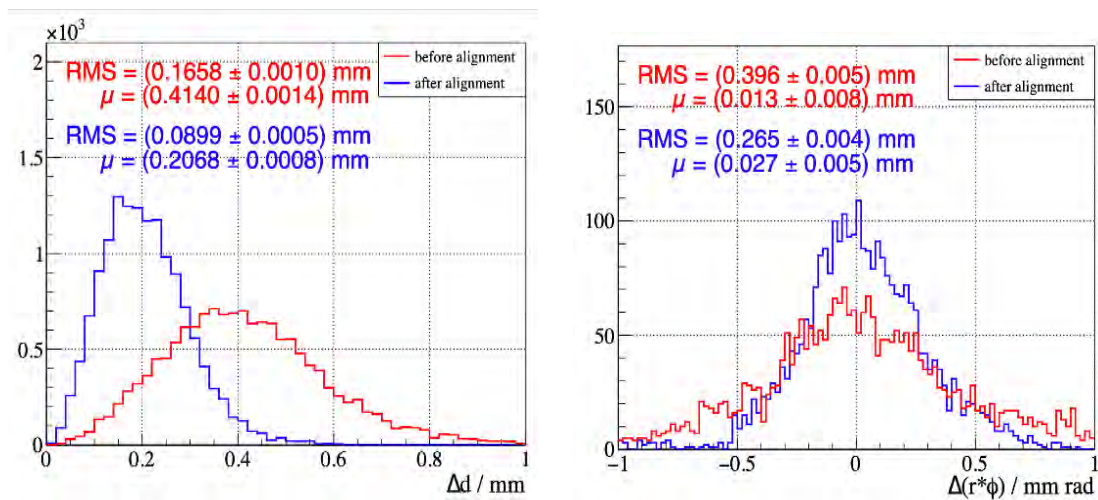 ×10³
before alignment
after alignment
RMS = (0.1658 ± 0.0010) mm
μ = (0.4140 ± 0.0014) mm
RMS = (0.0899 ± 0.0005) mm
μ = (0.2068 ± 0.0008) mm
2
1.5
1
0.5
0
0 0.2 0.4 0.6 0.8 1
Δd / mm
before alignment
after alignment
RMS = (0.396 ± 0.005) mm
μ = (0.013 ± 0.008) mm
RMS = (0.265 ± 0.004) mm
μ = (0.027 ± 0.005) mm
150
100
50
0
−1 −0.5 0 0.5 1
Δ(r*ϕ) / mm rad